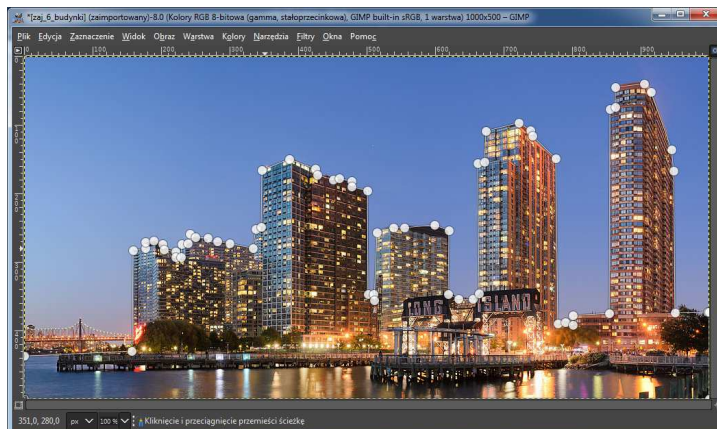 *[zaj_6_budynki] (zaimportowany)-8.0 (Kolory RGB 8-bitowa (gamma, stałoprzecinkowa), GIMP built-in sRGB, 1 warstwa) 1000x500 – GIMP
Plik Edycja Zaznaczenie Widok Obraz Warstwa Kolory Narzędzia Filtry Okna Pomoc
0 100 200 300 400 500 600 700 800 900
LONG ISLAND
351,0, 280,0 px 100 % Kliknięcie i przeciągnięcie przemieści ścieżkę